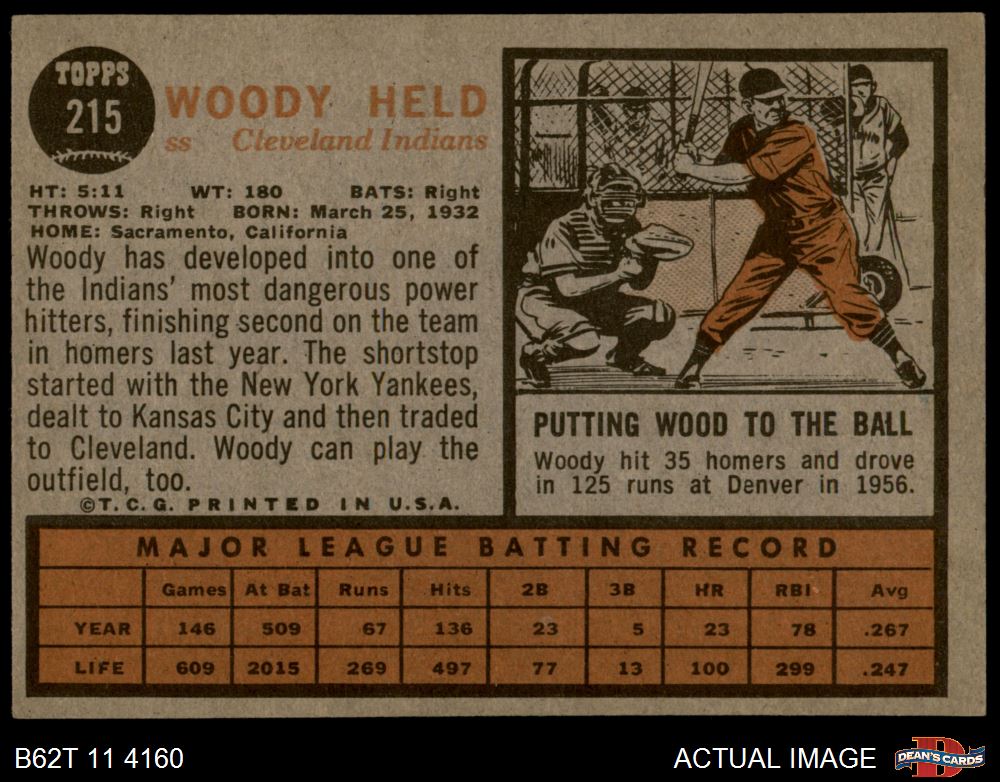 TOPPS
215
WOODY HELD
ss Cleveland Indians
HT: 5:11 WT: 180 BATS: Right
THROWS: Right BORN: March 25, 1932
HOME: Sacramento, California
Woody has developed into one of
the Indians' most dangerous power
hitters, finishing second on the team
in homers last year. The shortstop
started with the New York Yankees,
dealt to Kansas City and then traded
to Cleveland. Woody can play the
outfield, too.
©T.C.G. PRINTED IN U.S.A.
PUTTING WOOD TO THE BALL
Woody hit 35 homers and drove
in 125 runs at Denver in 1956.
MAJOR LEAGUE BATTING RECORD
Games At Bat Runs Hits 2B 3B HR RBI Avg
YEAR 146 509 67 136 23 5 23 78 .267
LIFE 609 2015 269 497 77 13 100 299 .247
B62T 11 4160
ACTUAL IMAGE
D
DEAN'S CARDS